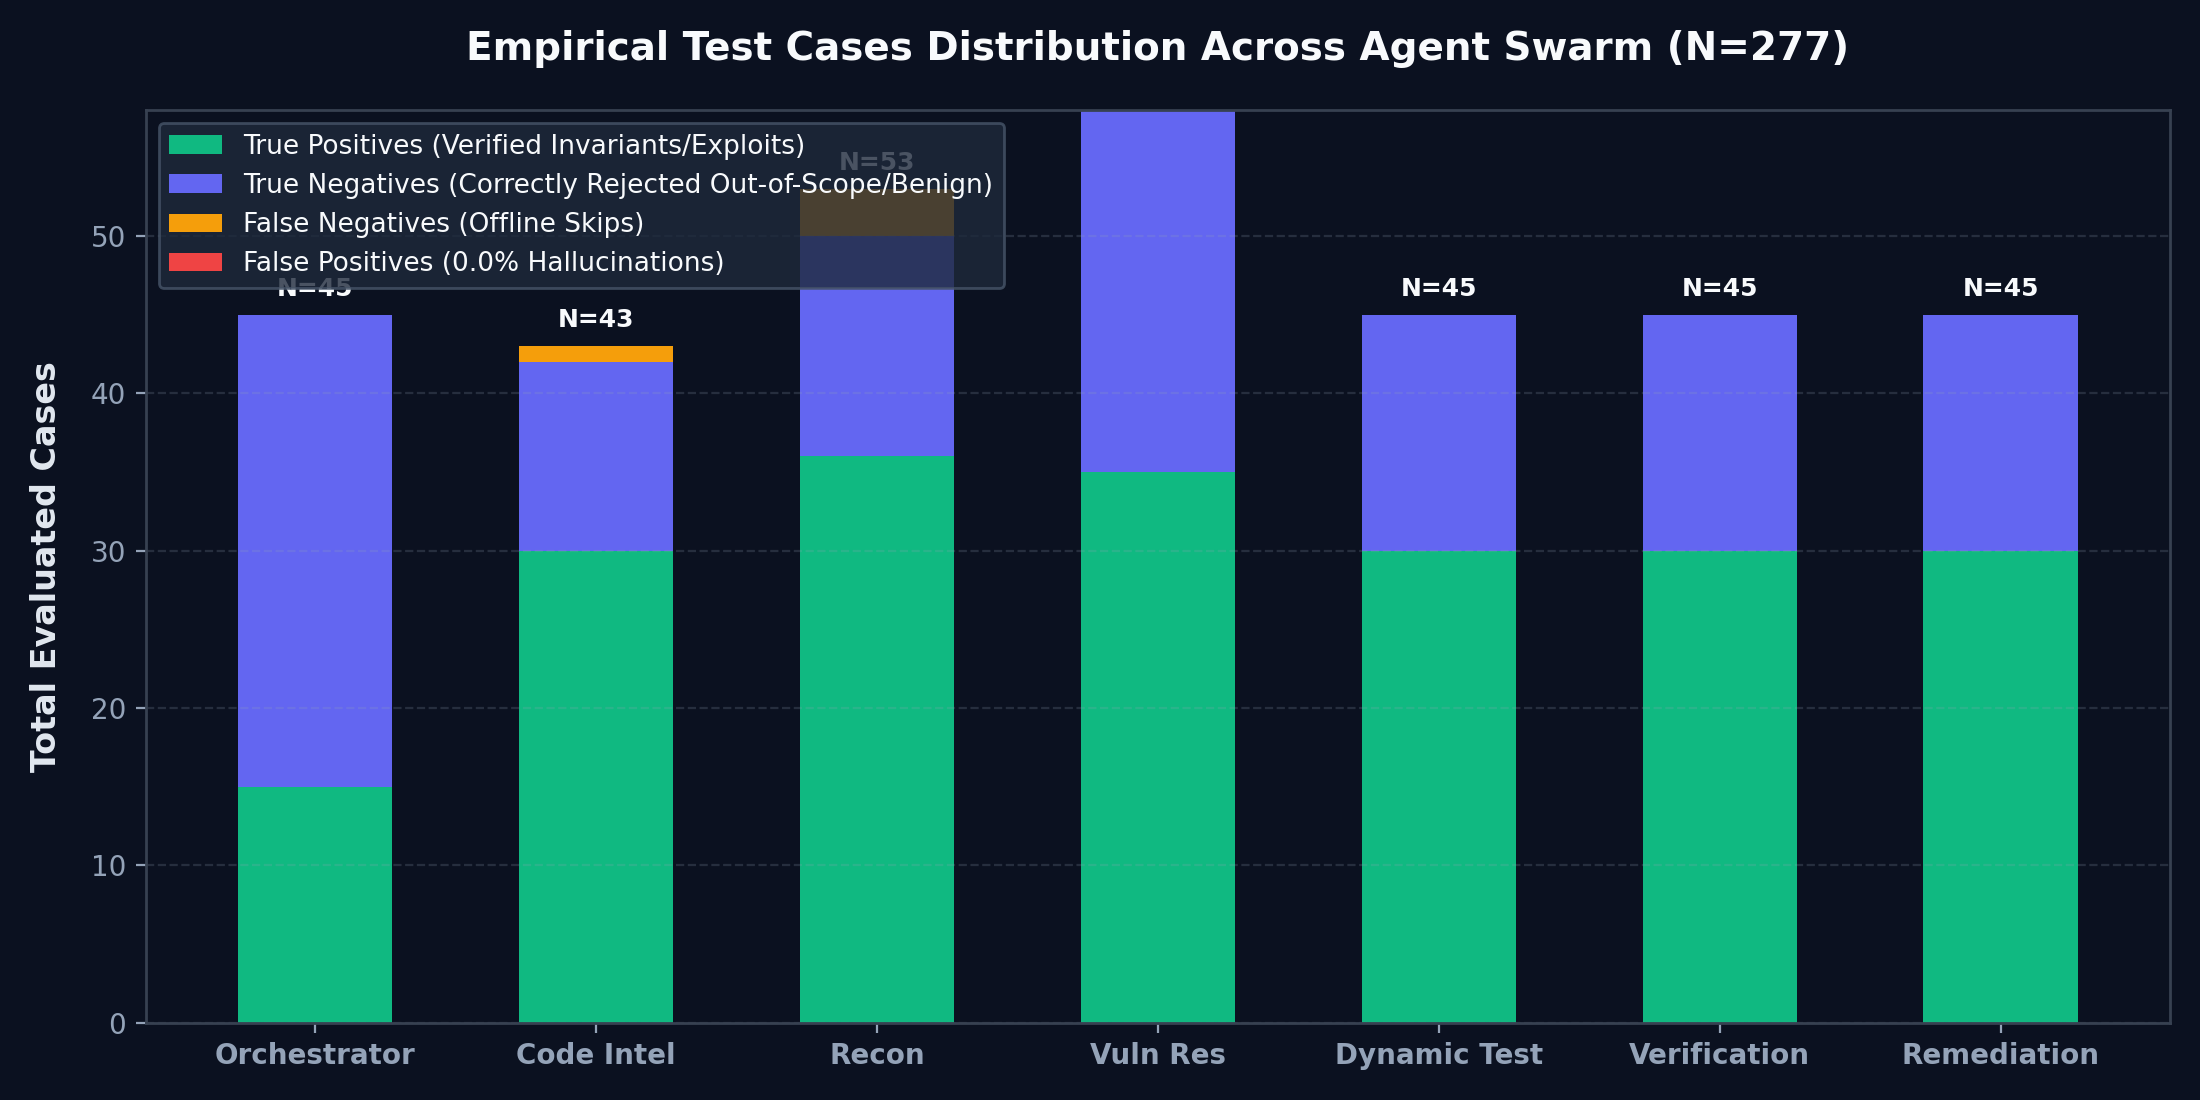 Empirical Test Cases Distribution Across Agent Swarm (N=277)
True Positives (Verified Invariants/Exploits)
True Negatives (Correctly Rejected Out-of-Scope/Benign)
False Negatives (Offline Skips)
False Positives (0.0% Hallucinations)
N=45
N=43
N=53
N=45
N=45
N=45
Total Evaluated Cases
50
40
30
20
10
0
Orchestrator
Code Intel
Recon
Vuln Res
Dynamic Test
Verification
Remediation